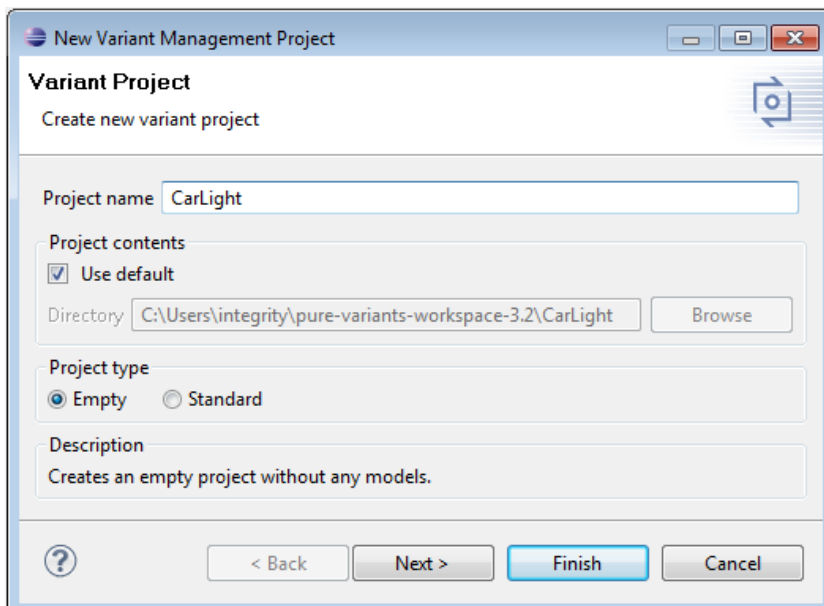 New Variant Management Project
Variant Project
Create new variant project
Project name CarLight
Project contents
Use default
Directory C:\Users\integrity\pure-variants-workspace-3.2\CarLight Browse
Project type
Empty Standard
Description
Creates an empty project without any models.
? < Back Next > Finish Cancel